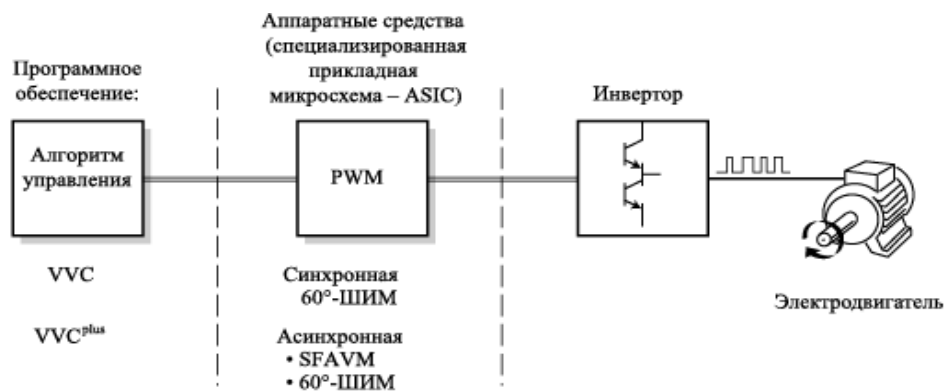 Аппаратные средства
(специализированная
прикладная
микросхема – ASIC)
Программное
обеспечение:
Инвертор
Алгоритм
управления
PWM
VVC
Синхронная
60°-ШИМ
Электродвигатель
VVCplus
Асинхронная
• SFAVM
• 60°-ШИМ